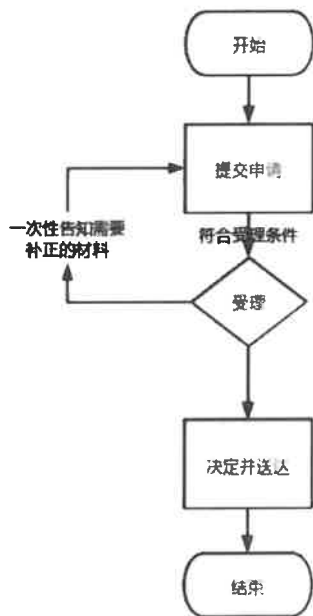 开始
提交申请
一次性告知需要
补正的材料
符合受理条件
受理
决定并送达
结束